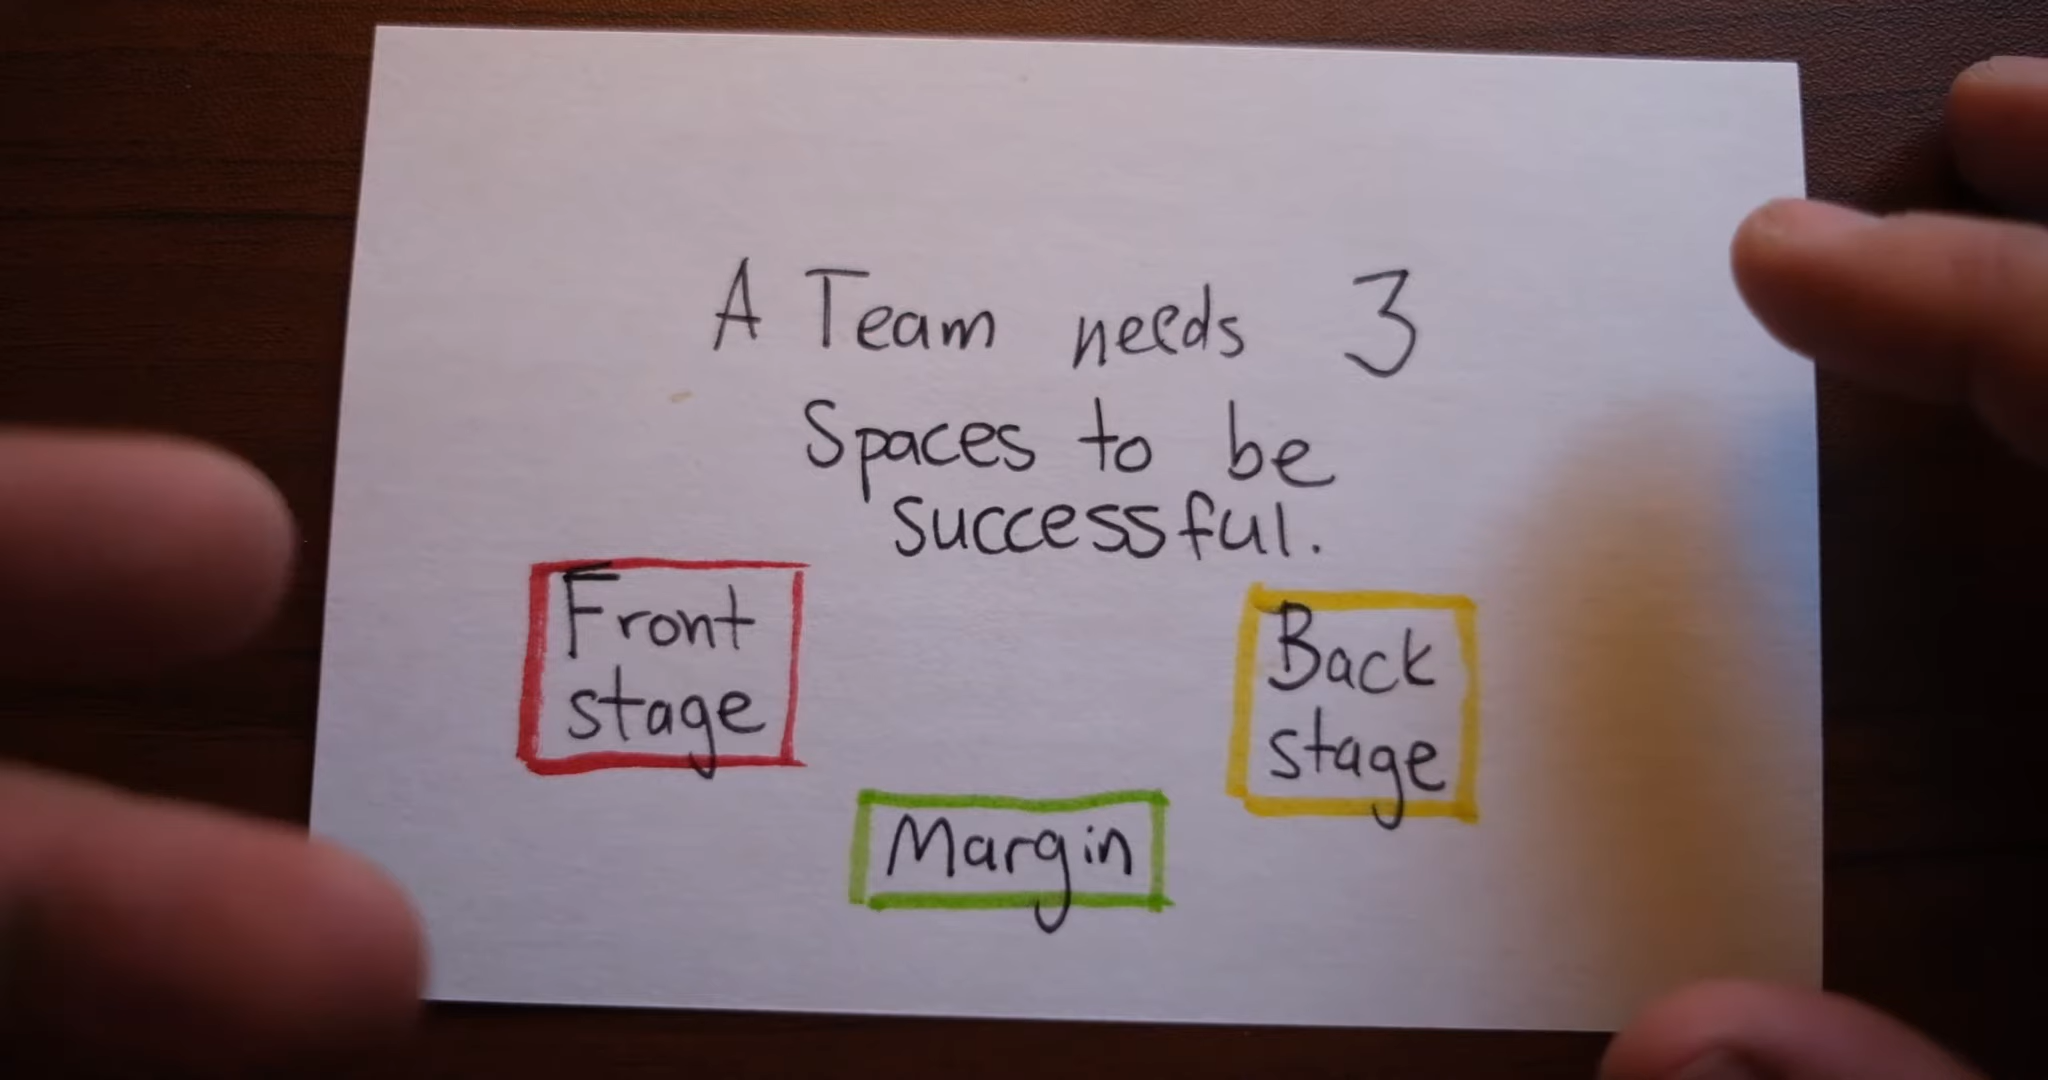 A Team needs 3
Spaces to be
successful.
Front
stage
Back
stage
Margin